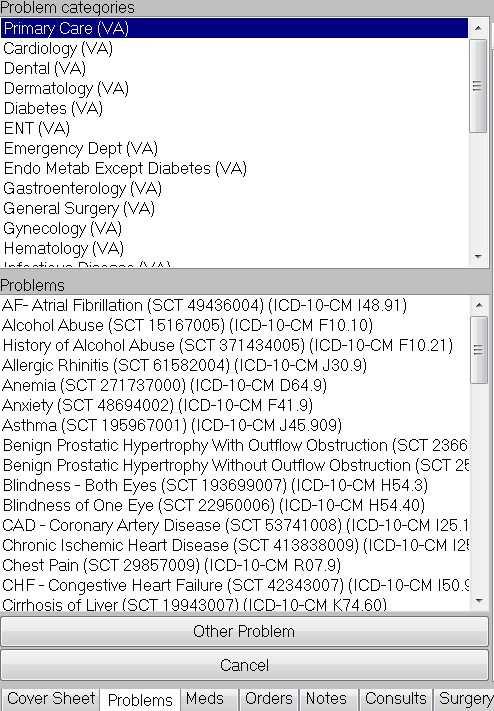 Problem categories
Primary Care (VA)
Cardiology (VA)
Dental (VA)
Dermatology (VA)
Diabetes (VA)
ENT (VA)
Emergency Dept (VA)
Endo Metab Except Diabetes (VA)
Gastroenterology (VA)
General Surgery (VA)
Gynecology (VA)
Hematology (VA)
Infectious Disease (VA)
Problems
AF- Atrial Fibrillation (SCT 49436004) (ICD-10-CM I48.91)
Alcohol Abuse (SCT 15167005) (ICD-10-CM F10.10)
History of Alcohol Abuse (SCT 371434005) (ICD-10-CM F10.21)
Allergic Rhinitis (SCT 61582004) (ICD-10-CM J30.9)
Anemia (SCT 271737000) (ICD-10-CM D64.9)
Anxiety (SCT 48694002) (ICD-10-CM F41.9)
Asthma (SCT 195967001) (ICD-10-CM J45.909)
Benign Prostatic Hypertrophy With Outflow Obstruction (SCT 2366
Benign Prostatic Hypertrophy Without Outflow Obstruction (SCT 25
Blindness - Both Eyes (SCT 193699007) (ICD-10-CM H54.3)
Blindness of One Eye (SCT 22950006) (ICD-10-CM H54.40)
CAD - Coronary Artery Disease (SCT 53741008) (ICD-10-CM I25.1
Chronic Ischemic Heart Disease (SCT 413838009) (ICD-10-CM I25
Chest Pain (SCT 29857009) (ICD-10-CM R07.9)
CHF - Congestive Heart Failure (SCT 42343007) (ICD-10-CM I50.9
Cirrhosis of Liver (SCT 19943007) (ICD-10-CM K74.60)
Other Problem
Cancel
Cover Sheet Problems Meds Orders Notes Consults Surgery